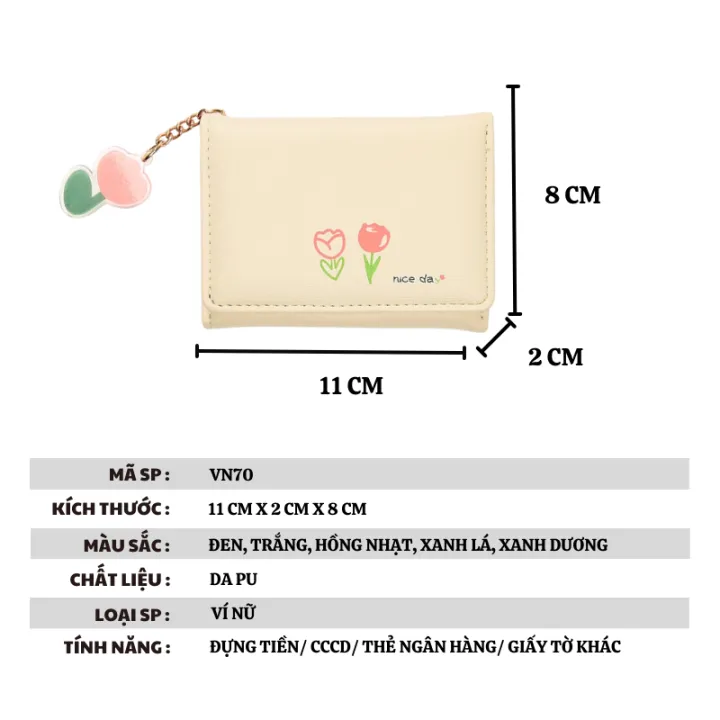 8 CM
nice day
2 CM
11 CM
MÃ SP : VN70
KÍCH THƯỚC : 11 CM X 2 CM X 8 CM
MÀU SẮC : ĐEN, TRẮNG, HỒNG NHẠT, XANH LÁ, XANH DƯƠNG
CHẤT LIỆU : DA PU
LOẠI SP : VÍ NỮ
TÍNH NĂNG : ĐỰNG TIỀN/ CCCD/ THẺ NGÂN HÀNG/ GIẤY TỜ KHÁC